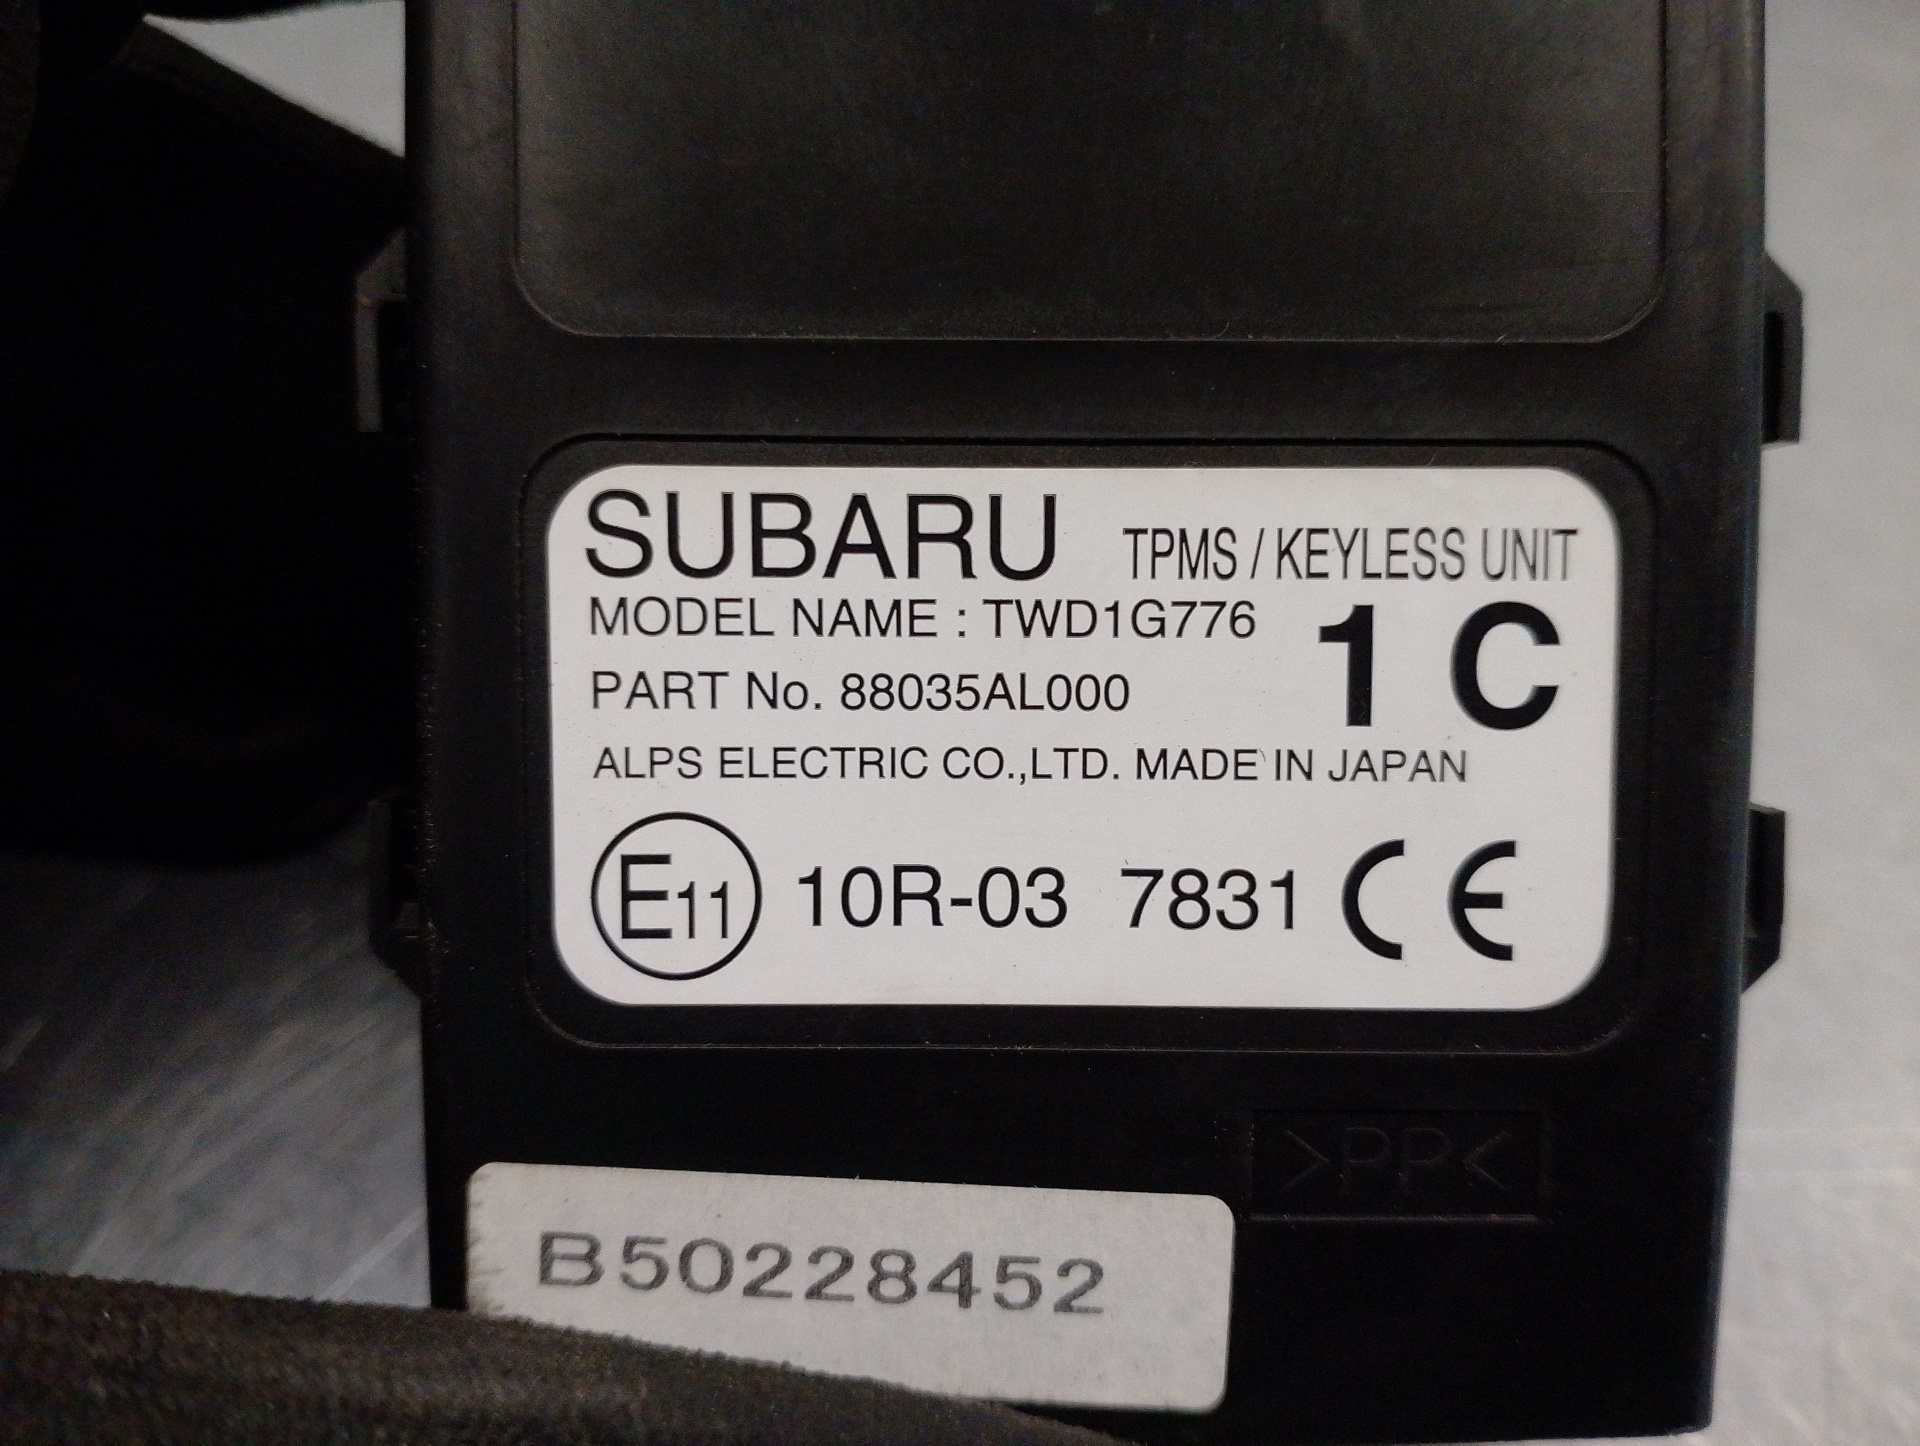 SUBARU TPMS / KEYLESS UNIT
MODEL NAME : TWD1G776
1 C
PART No. 88035AL000
ALPS ELECTRIC CO.,LTD. MADE IN JAPAN
E11 10R-03 7831 CE
>PP<
B50228452